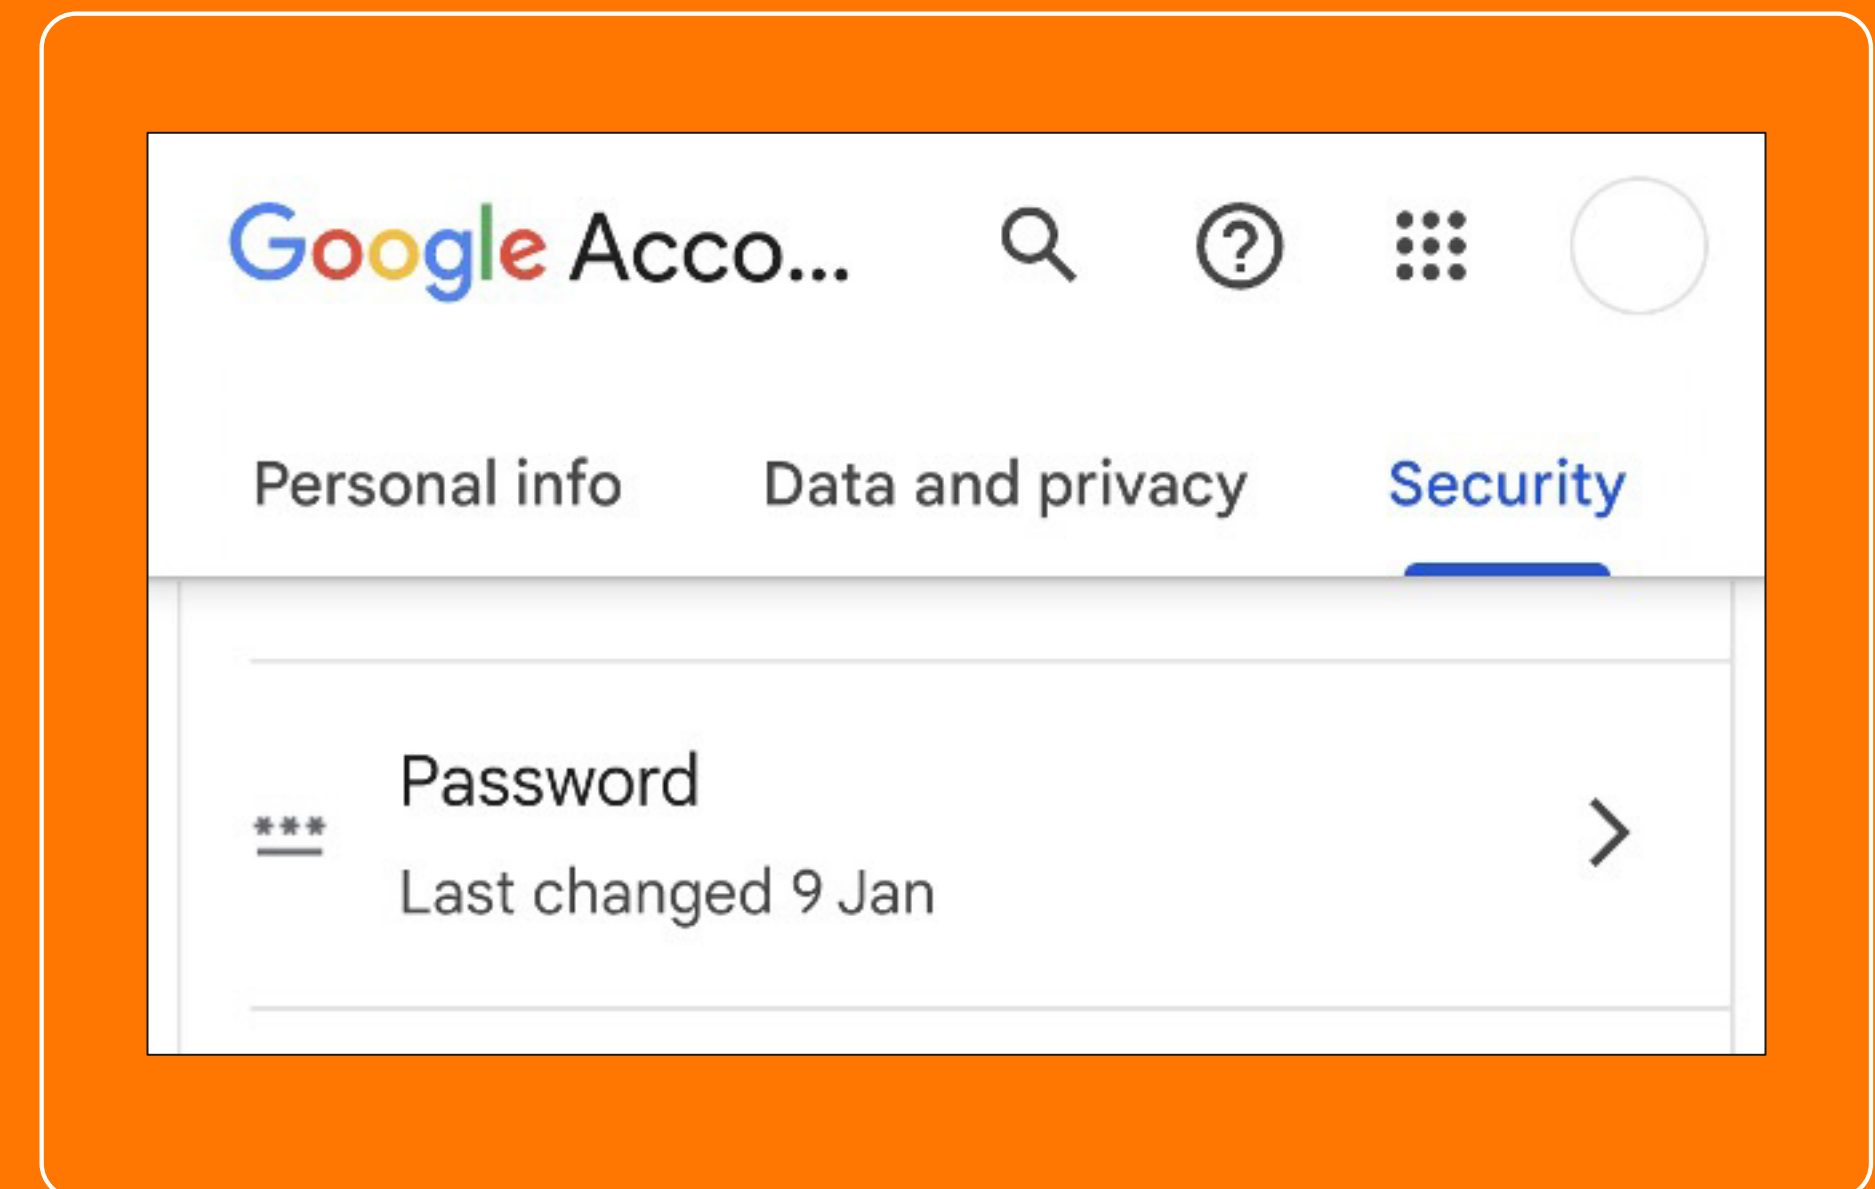 Google Acco...
Personal info Data and privacy Security
Password
***
Last changed 9 Jan